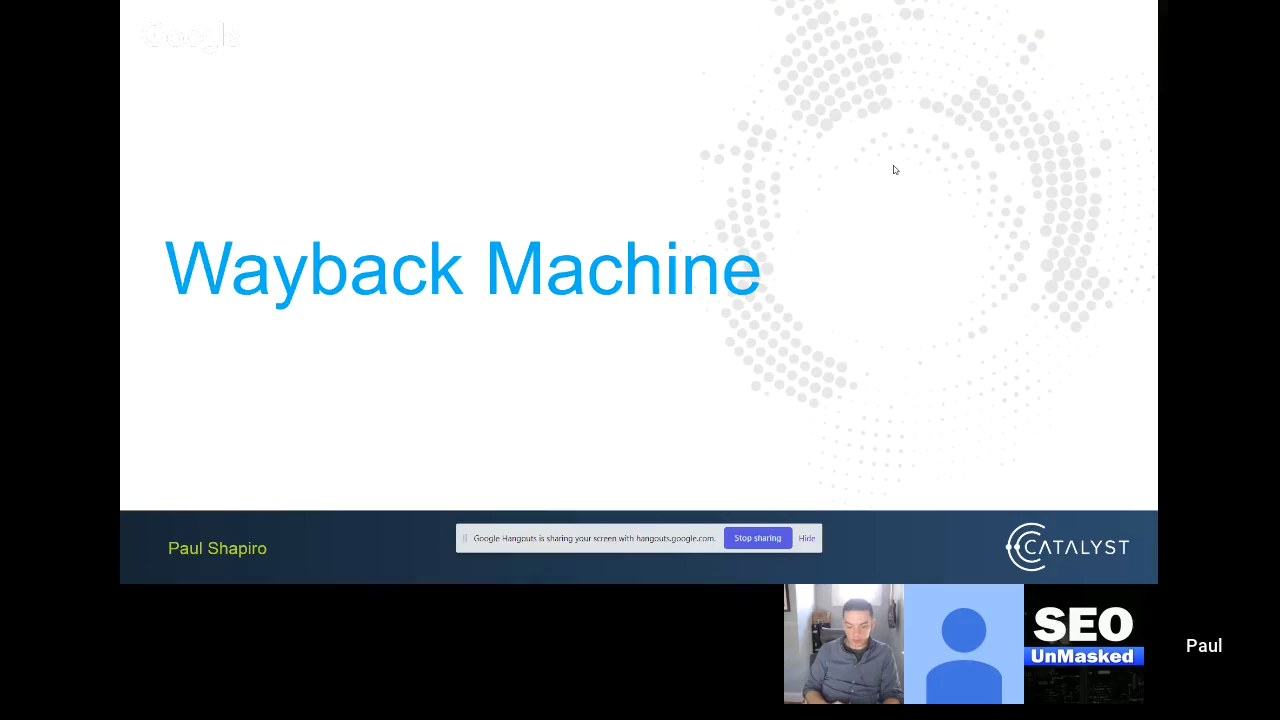 Google
Wayback Machine
Paul Shapiro
Google Hangouts is sharing your screen with hangouts.google.com.
Stop sharing
Hide
CATALYST
SEO
UnMasked
Paul